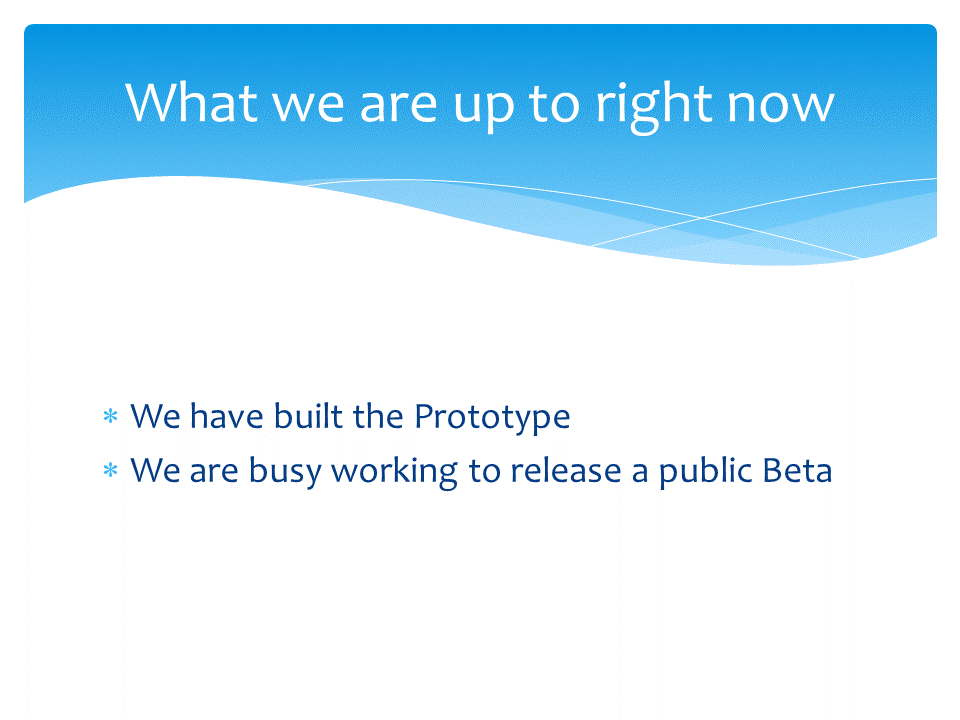 What we are up to right now
* We have built the Prototype
* We are busy working to release a public Beta